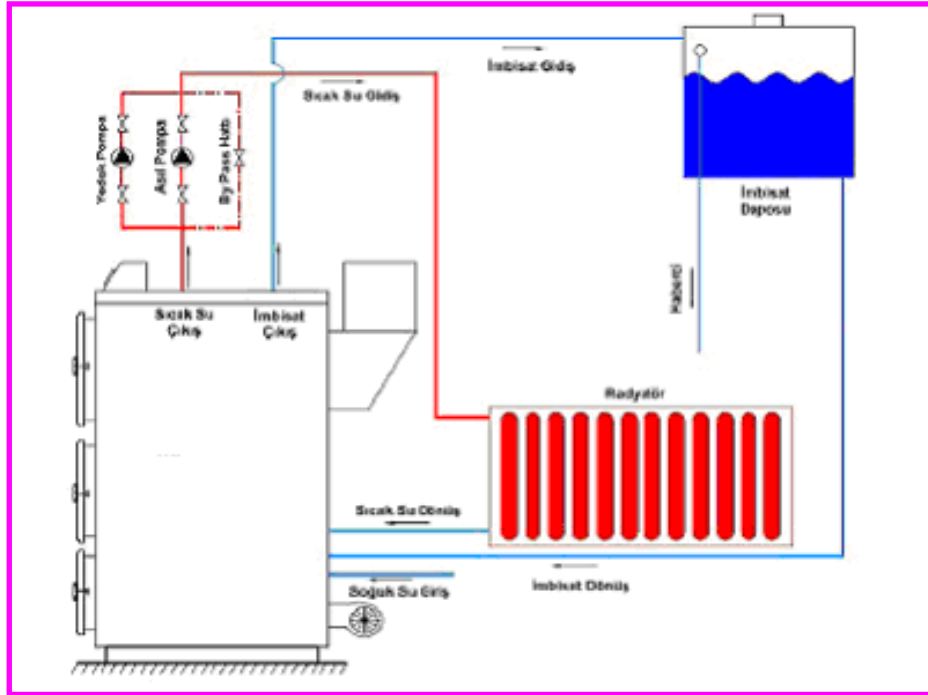 İmbisat Gidiş
Sıcak Su Gidiş
Yedek Pompa
Asıl Pompa
By Pass Hattı
İmbisat
Deposu
Haberci
Sıcak Su
Çıkış
İmbisat
Çıkış
Radyatör
Sıcak Su Dönüş
İmbisat Dönüş
Soğuk Su Giriş